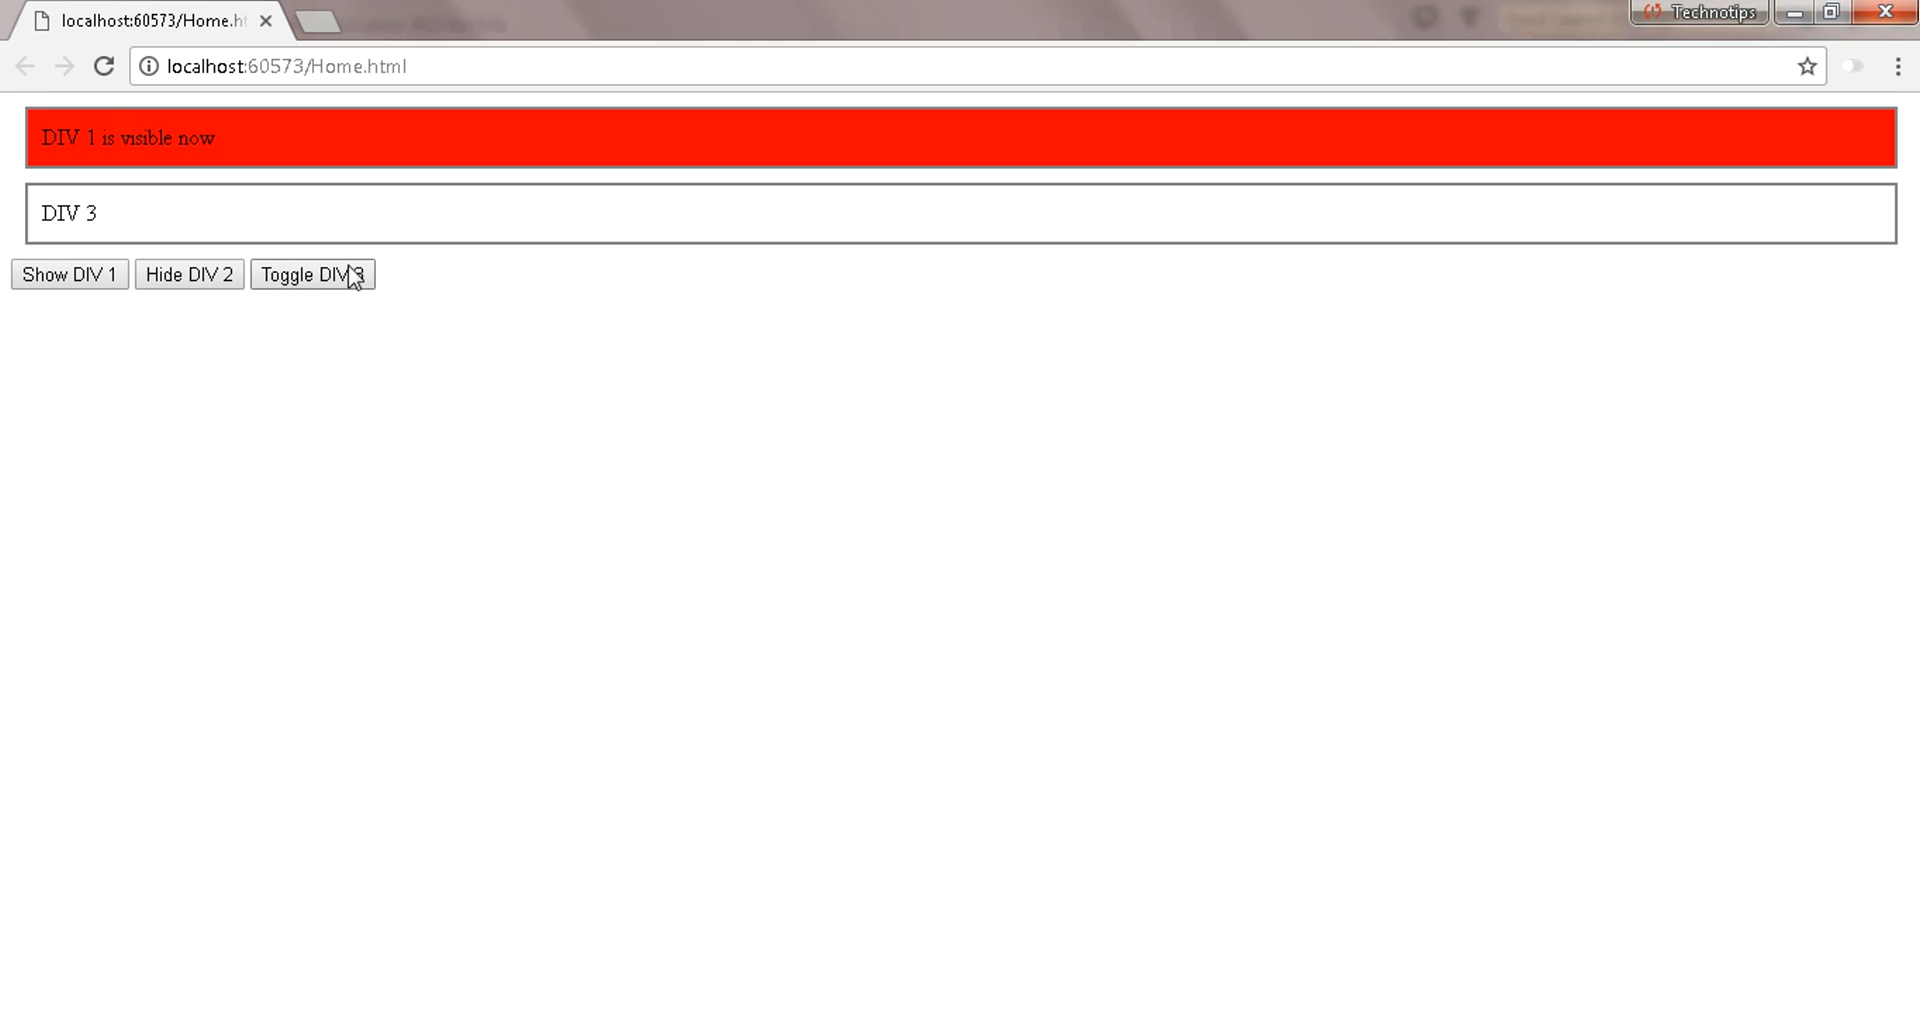 localhost:60573/Home.ht
Technotips
localhost:60573/Home.html
DIV 1 is visible now
DIV 3
Show DIV 1
Hide DIV 2
Toggle DIV 3